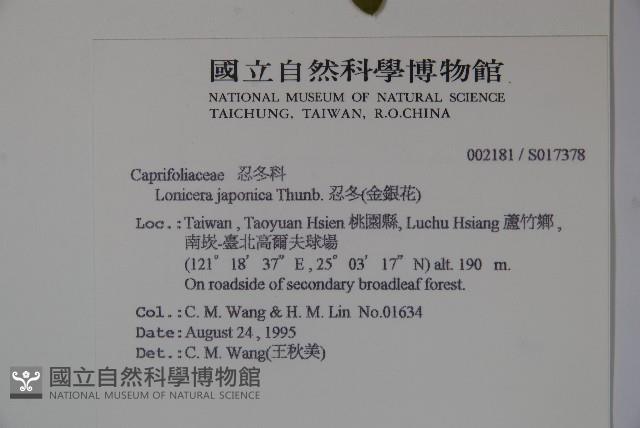 國立自然科學博物館
NATIONAL MUSEUM OF NATURAL SCIENCE
TAICHUNG, TAIWAN, R.O.CHINA
002181 / S017378
Caprifoliaceae 忍冬科
Lonicera japonica Thunb. 忍冬(金銀花)
Loc.:Taiwan , Taoyuan Hsien 桃園縣, Luchu Hsiang 蘆竹鄉 ,
南崁-臺北高爾夫球場
(121° 18′ 37″ E , 25° 03′ 17″ N) alt. 190 m.
On roadside of secondary broadleaf forest.
Col.:C. M. Wang & H. M. Lin No.01634
Date:August 24 , 1995
Det.:C. M. Wang(王秋美)
國立自然科學博物館
NATIONAL MUSEUM OF NATURAL SCIENCE